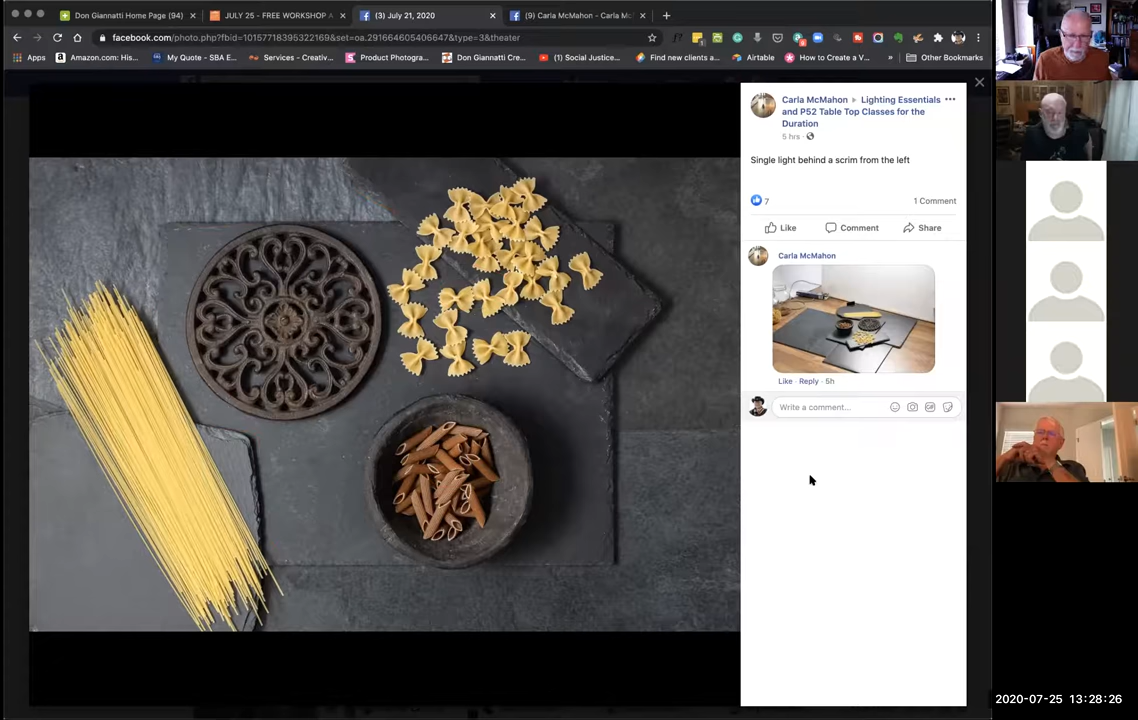 Don Giannatti Home Page (94)
JULY 25 - FREE WORKSHOP A
(3) July 21, 2020
(9) Carla McMahon - Carla Mc
facebook.com/photo.php?fbid=10157718395322169&set=oa.291664605406647&type=3&theater
Apps
Amazon.com: His...
My Quote - SBA E...
Services - Creativ...
Product Photogra...
Don Giannatti Cre...
(1) Social Justice...
Find new clients a...
Airtable
How to Create a V...
»
Other Bookmarks
Carla McMahon ▸ Lighting Essentials
and P52 Table Top Classes for the
Duration
5 hrs ·
Single light behind a scrim from the left
7
1 Comment
Like
Comment
Share
Carla McMahon
Like · Reply · 5h
Write a comment...
2020-07-25 13:28:26